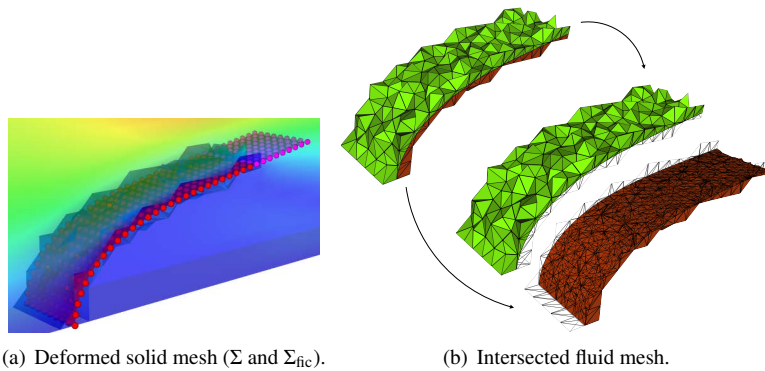 (a) Deformed solid mesh (Σ and Σfic).
(b) Intersected fluid mesh.